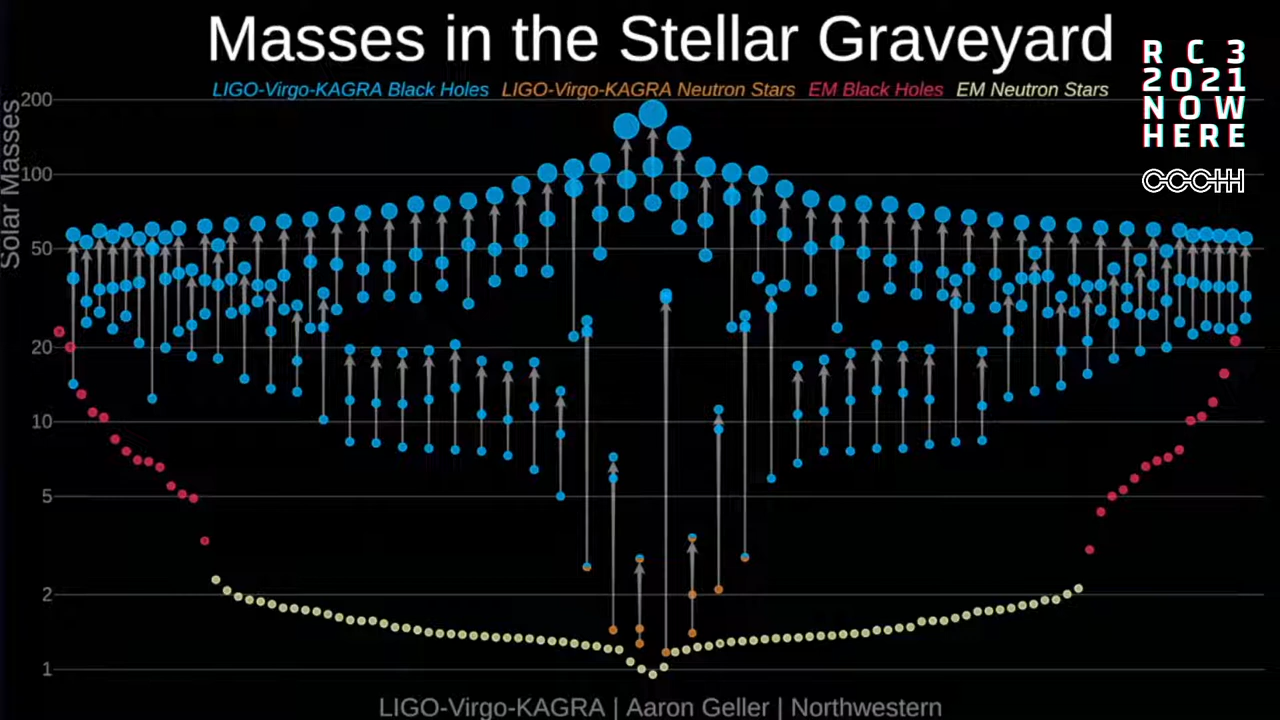 Masses in the Stellar Graveyard
LIGO-Virgo-KAGRA Black Holes LIGO-Virgo-KAGRA Neutron Stars EM Black Holes EM Neutron Stars
RC3
2021
NOW
HERE
CCCHH
Solar Masses
200
100
50
20
10
5
2
1
LIGO-Virgo-KAGRA | Aaron Geller | Northwestern